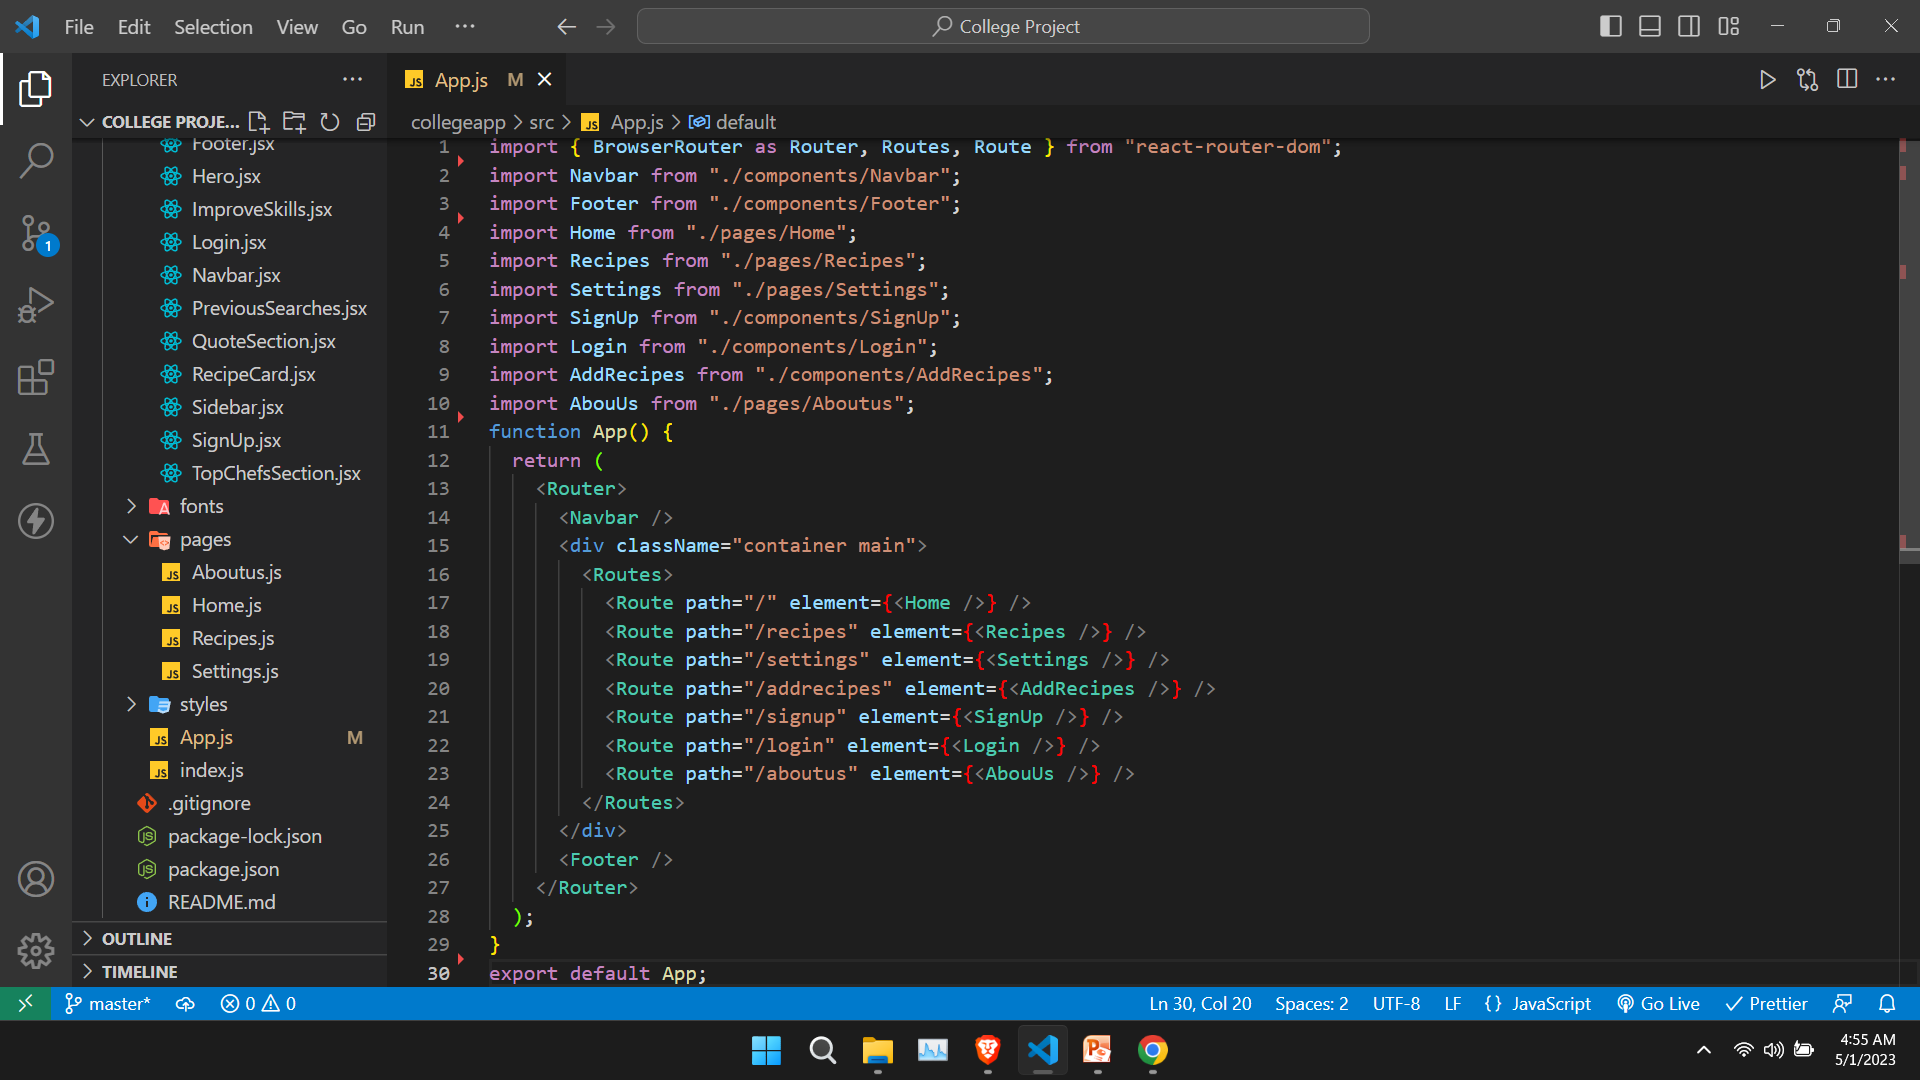 File Edit Selection View Go Run ··· College Project
EXPLORER
COLLEGE PROJE...
Footer.jsx
Hero.jsx
ImproveSkills.jsx
Login.jsx
Navbar.jsx
PreviousSearches.jsx
QuoteSection.jsx
RecipeCard.jsx
Sidebar.jsx
SignUp.jsx
TopChefsSection.jsx
fonts
pages
Aboutus.js
Home.js
Recipes.js
Settings.js
styles
App.js M
index.js
.gitignore
package-lock.json
package.json
README.md
OUTLINE
TIMELINE
1
JS App.js M
collegeapp > src > JS App.js > default
1 import { BrowserRouter as Router, Routes, Route } from "react-router-dom";
2 import Navbar from "./components/Navbar";
3 import Footer from "./components/Footer";
4 import Home from "./pages/Home";
5 import Recipes from "./pages/Recipes";
6 import Settings from "./pages/Settings";
7 import SignUp from "./components/SignUp";
8 import Login from "./components/Login";
9 import AddRecipes from "./components/AddRecipes";
10 import AbouUs from "./pages/Aboutus";
11 function App() {
12 return (
13 <Router>
14 <Navbar />
15 <div className="container main">
16 <Routes>
17 <Route path="/" element={<Home />} />
18 <Route path="/recipes" element={<Recipes />} />
19 <Route path="/settings" element={<Settings />} />
20 <Route path="/addrecipes" element={<AddRecipes />} />
21 <Route path="/signup" element={<SignUp />} />
22 <Route path="/login" element={<Login />} />
23 <Route path="/aboutus" element={<AbouUs />} />
24 </Routes>
25 </div>
26 <Footer />
27 </Router>
28 );
29 }
30 export default App;
master* 0 0 Ln 30, Col 20 Spaces: 2 UTF-8 LF {} JavaScript Go Live Prettier
4:55 AM
5/1/2023